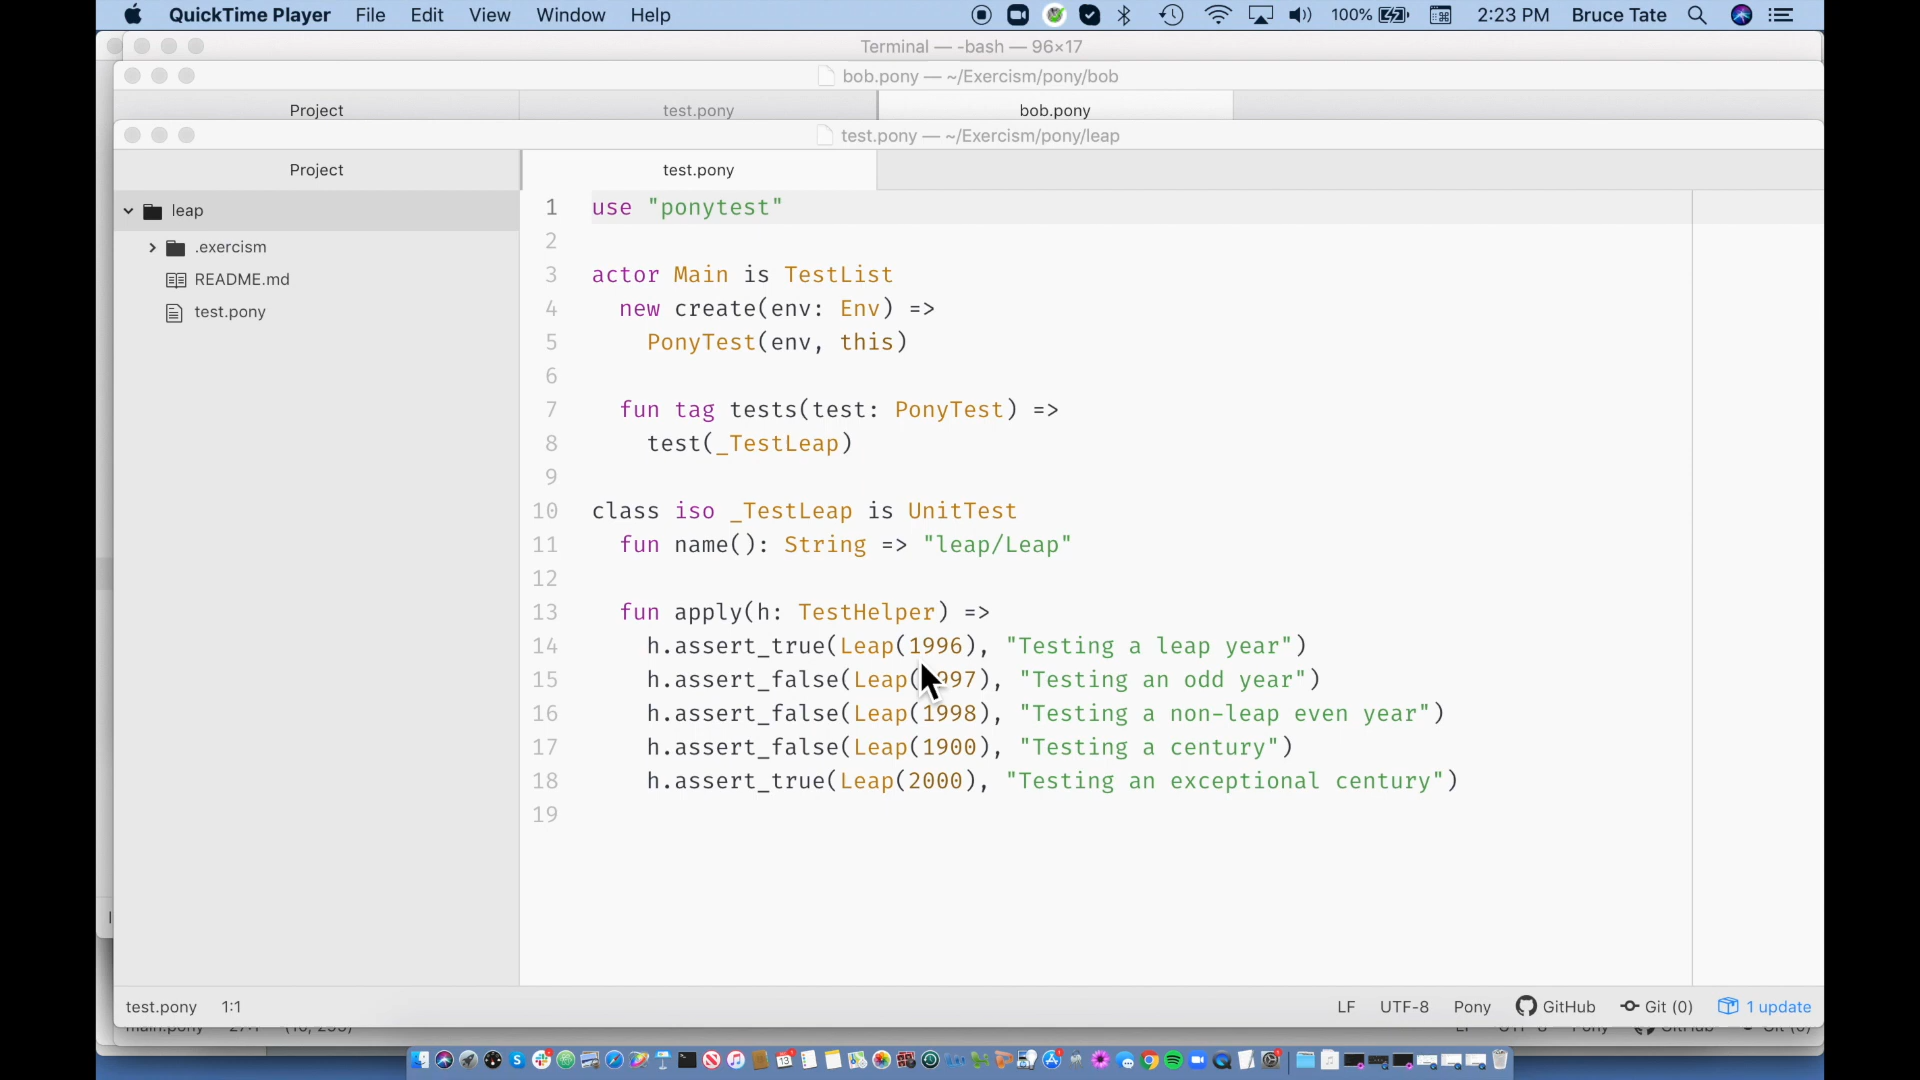 QuickTime Player File Edit View Window Help 100% 2:23 PM Bruce Tate
Terminal — -bash — 96×17
bob.pony — ~/Exercism/pony/bob
Project test.pony bob.pony
test.pony — ~/Exercism/pony/leap
Project test.pony
leap
.exercism
README.md
test.pony
1 use "ponytest"
2
3 actor Main is TestList
4 new create(env: Env) =>
5 PonyTest(env, this)
6
7 fun tag tests(test: PonyTest) =>
8 test(_TestLeap)
9
10 class iso _TestLeap is UnitTest
11 fun name(): String => "leap/Leap"
12
13 fun apply(h: TestHelper) =>
14 h.assert_true(Leap(1996), "Testing a leap year")
15 h.assert_false(Leap(1997), "Testing an odd year")
16 h.assert_false(Leap(1998), "Testing a non-leap even year")
17 h.assert_false(Leap(1900), "Testing a century")
18 h.assert_true(Leap(2000), "Testing an exceptional century")
19
test.pony 1:1 LF UTF-8 Pony GitHub Git (0) 1 update